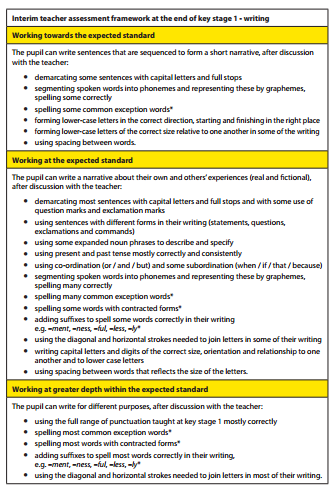 Interim teacher assessment framework at the end of key stage 1 - writing
Working towards the expected standard
The pupil can write sentences that are sequenced to form a short narrative, after discussion
with the teacher:
• demarcating some sentences with capital letters and full stops
• segmenting spoken words into phonemes and representing these by graphemes,
spelling some correctly
• spelling some common exception words*
• forming lower-case letters in the correct direction, starting and finishing in the right place
• forming lower-case letters of the correct size relative to one another in some of the writing
• using spacing between words.
Working at the expected standard
The pupil can write a narrative about their own and others' experiences (real and fictional),
after discussion with the teacher:
• demarcating most sentences with capital letters and full stops and with some use of
question marks and exclamation marks
• using sentences with different forms in their writing (statements, questions,
exclamations and commands)
• using some expanded noun phrases to describe and specify
• using present and past tense mostly correctly and consistently
• using co-ordination (or / and / but) and some subordination (when / if / that / because)
• segmenting spoken words into phonemes and representing these by graphemes,
spelling many correctly
• spelling many common exception words*
• spelling some words with contracted forms*
• adding suffixes to spell some words correctly in their writing
e.g. –ment, –ness, –ful, –less, –ly*
• using the diagonal and horizontal strokes needed to join letters in some of their writing
• writing capital letters and digits of the correct size, orientation and relationship to one
another and to lower case letters
• using spacing between words that reflects the size of the letters.
Working at greater depth within the expected standard
The pupil can write for different purposes, after discussion with the teacher:
• using the full range of punctuation taught at key stage 1 mostly correctly
• spelling most common exception words*
• spelling most words with contracted forms*
• adding suffixes to spell most words correctly in their writing,
e.g. –ment, –ness, –ful, –less, –ly*
• using the diagonal and horizontal strokes needed to join letters in most of their writing.